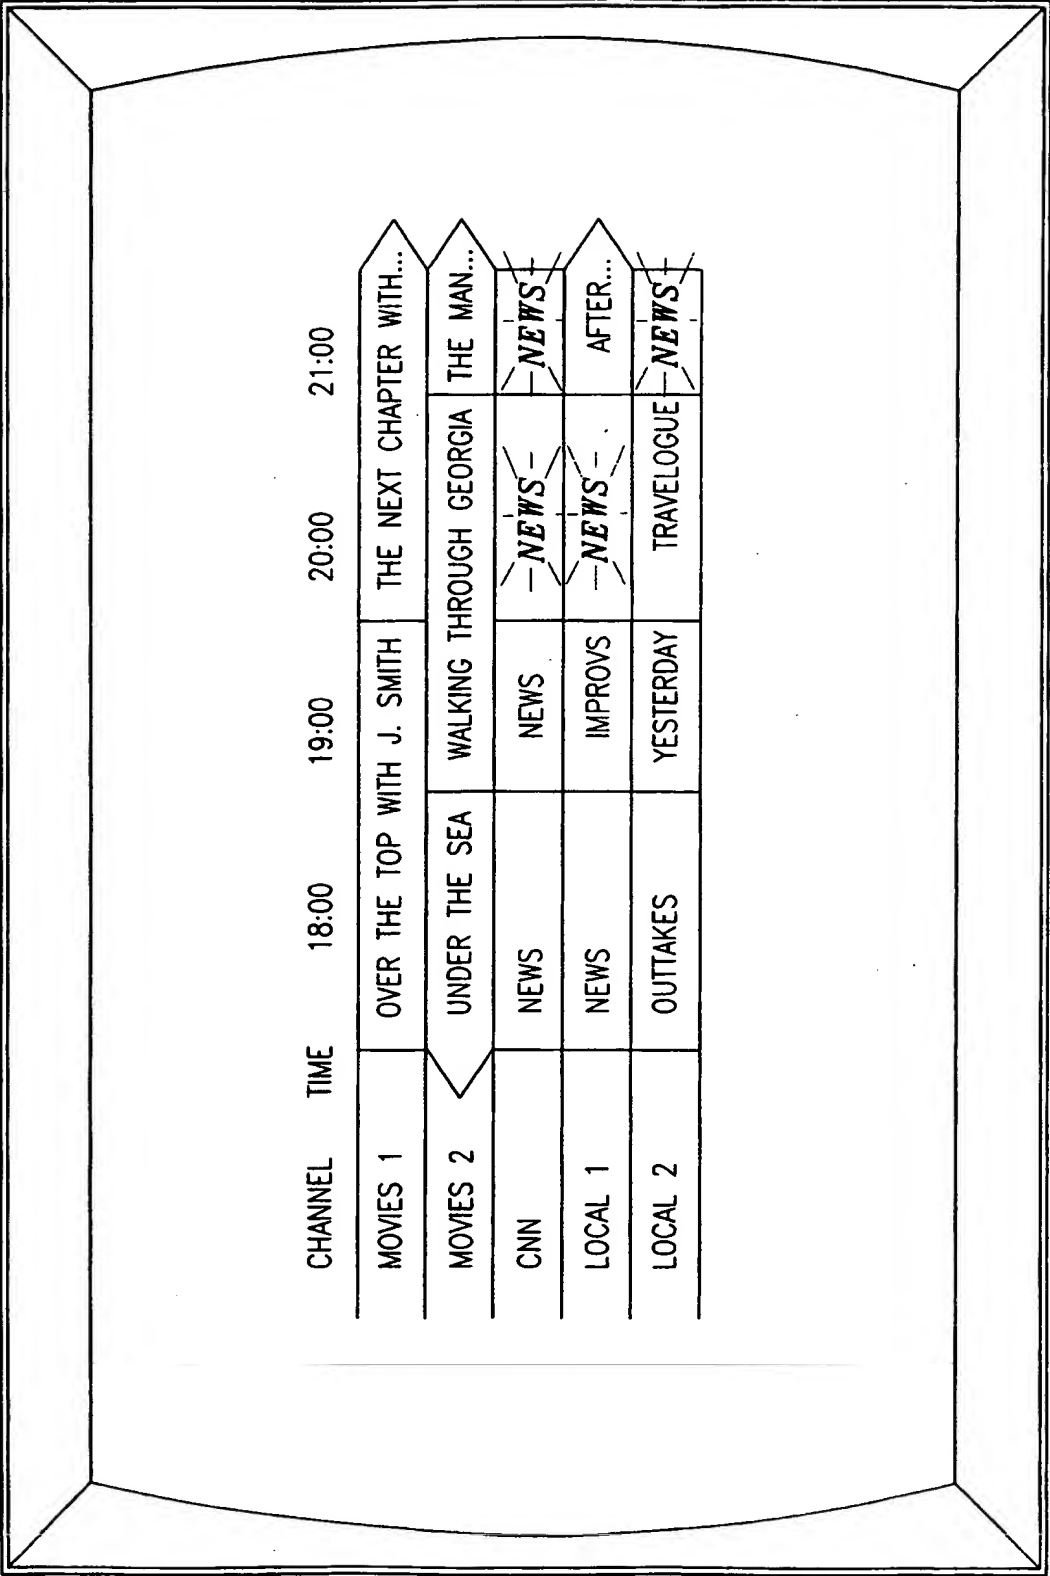 CHANNEL TIME 18:00 19:00 20:00 21:00
MOVIES 1 OVER THE TOP WITH J. SMITH THE NEXT CHAPTER WITH...
MOVIES 2 UNDER THE SEA WALKING THROUGH GEORGIA THE MAN...
CNN NEWS NEWS NEWS NEWS
LOCAL 1 NEWS IMPROVS NEWS AFTER...
LOCAL 2 OUTTAKES YESTERDAY TRAVELOGUE NEWS